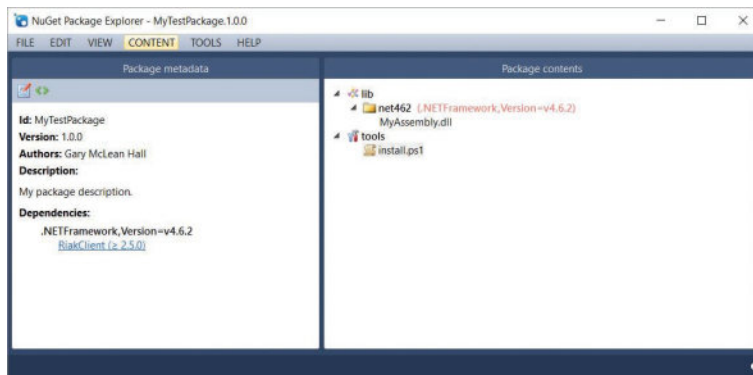 NuGet Package Explorer - MyTestPackage.1.0.0
FILE EDIT VIEW CONTENT TOOLS HELP
Package metadata
Id: MyTestPackage
Version: 1.0.0
Authors: Gary McLean Hall
Description:
My package description.
Dependencies:
.NETFramework,Version=v4.6.2
RiakClient (≥ 2.5.0)
Package contents
lib
net462 (.NETFramework,Version=v4.6.2)
MyAssembly.dll
tools
install.ps1